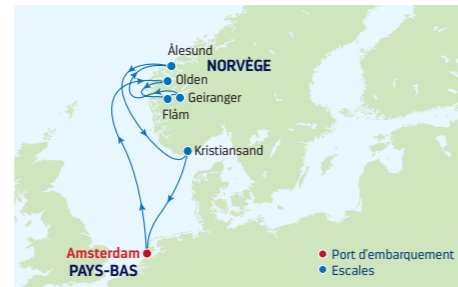 Ålesund
NORVÈGE
Olden
Geiranger
Flåm
Kristiansand
Amsterdam
PAYS-BAS
Port d'embarquement
Escales